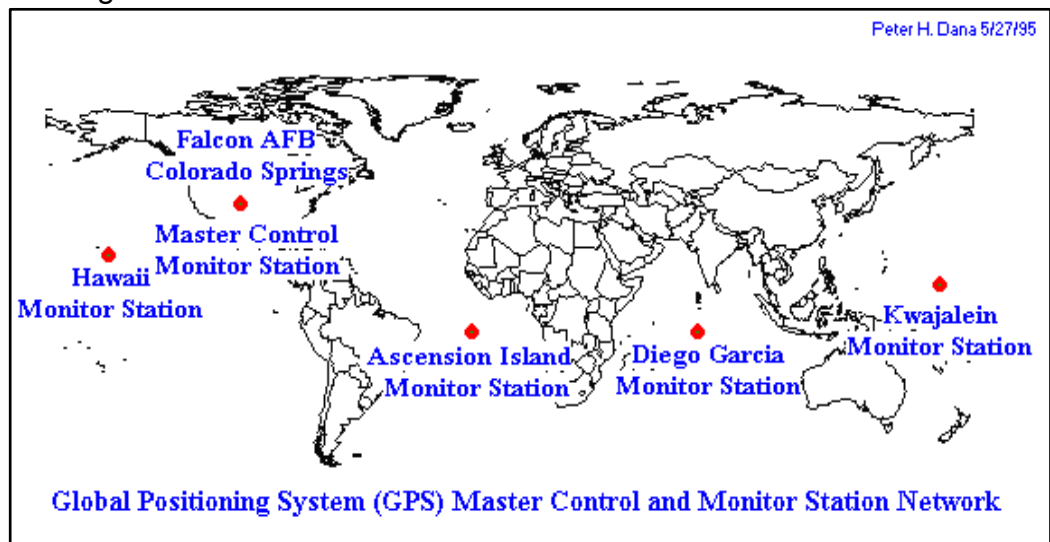 Peter H. Dana 5/27/95
Falcon AFB
Colorado Springs
Master Control
Monitor Station
Hawaii
Monitor Station
Ascension Island
Monitor Station
Diego Garcia
Monitor Station
Kwajalein
Monitor Station
Global Positioning System (GPS) Master Control and Monitor Station Network